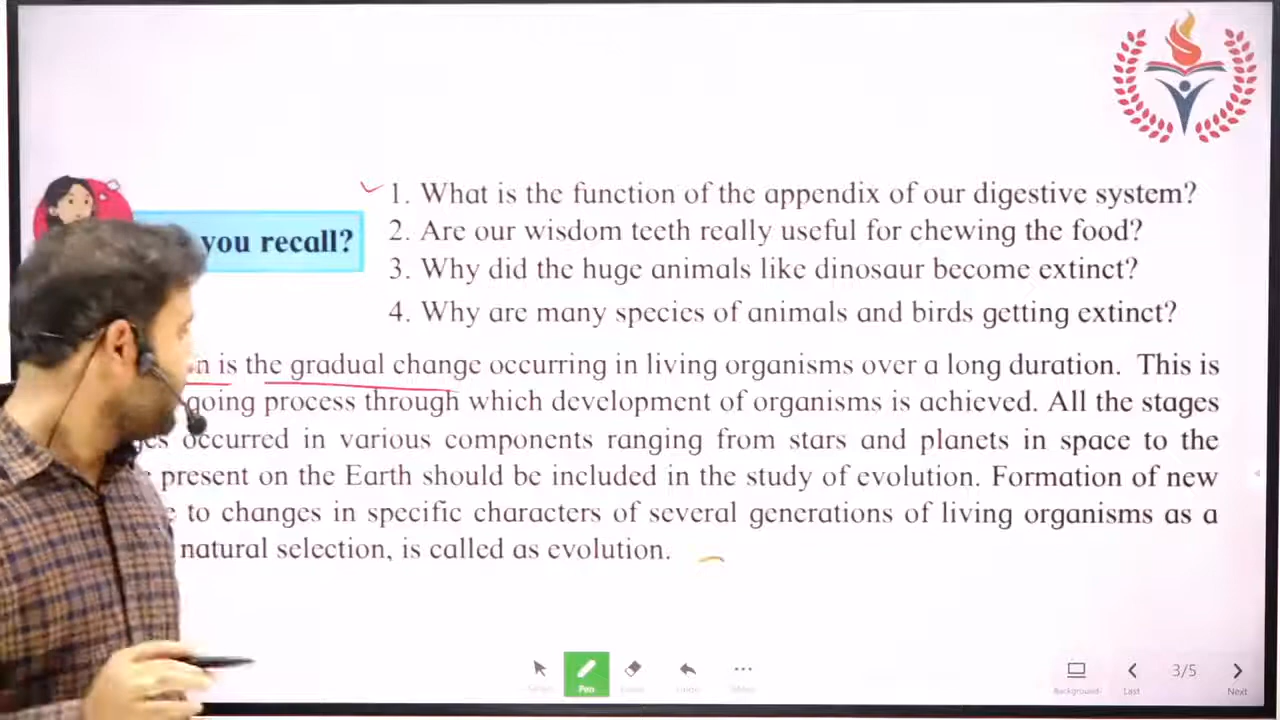 you recall?
1. What is the function of the appendix of our digestive system?
2. Are our wisdom teeth really useful for chewing the food?
3. Why did the huge animals like dinosaur become extinct?
4. Why are many species of animals and birds getting extinct?
is the gradual change occurring in living organisms over a long duration. This is
going process through which development of organisms is achieved. All the stages
occurred in various components ranging from stars and planets in space to the
present on the Earth should be included in the study of evolution. Formation of new
to changes in specific characters of several generations of living organisms as a
natural selection, is called as evolution.
Pen
Background
Last
3/5
Next